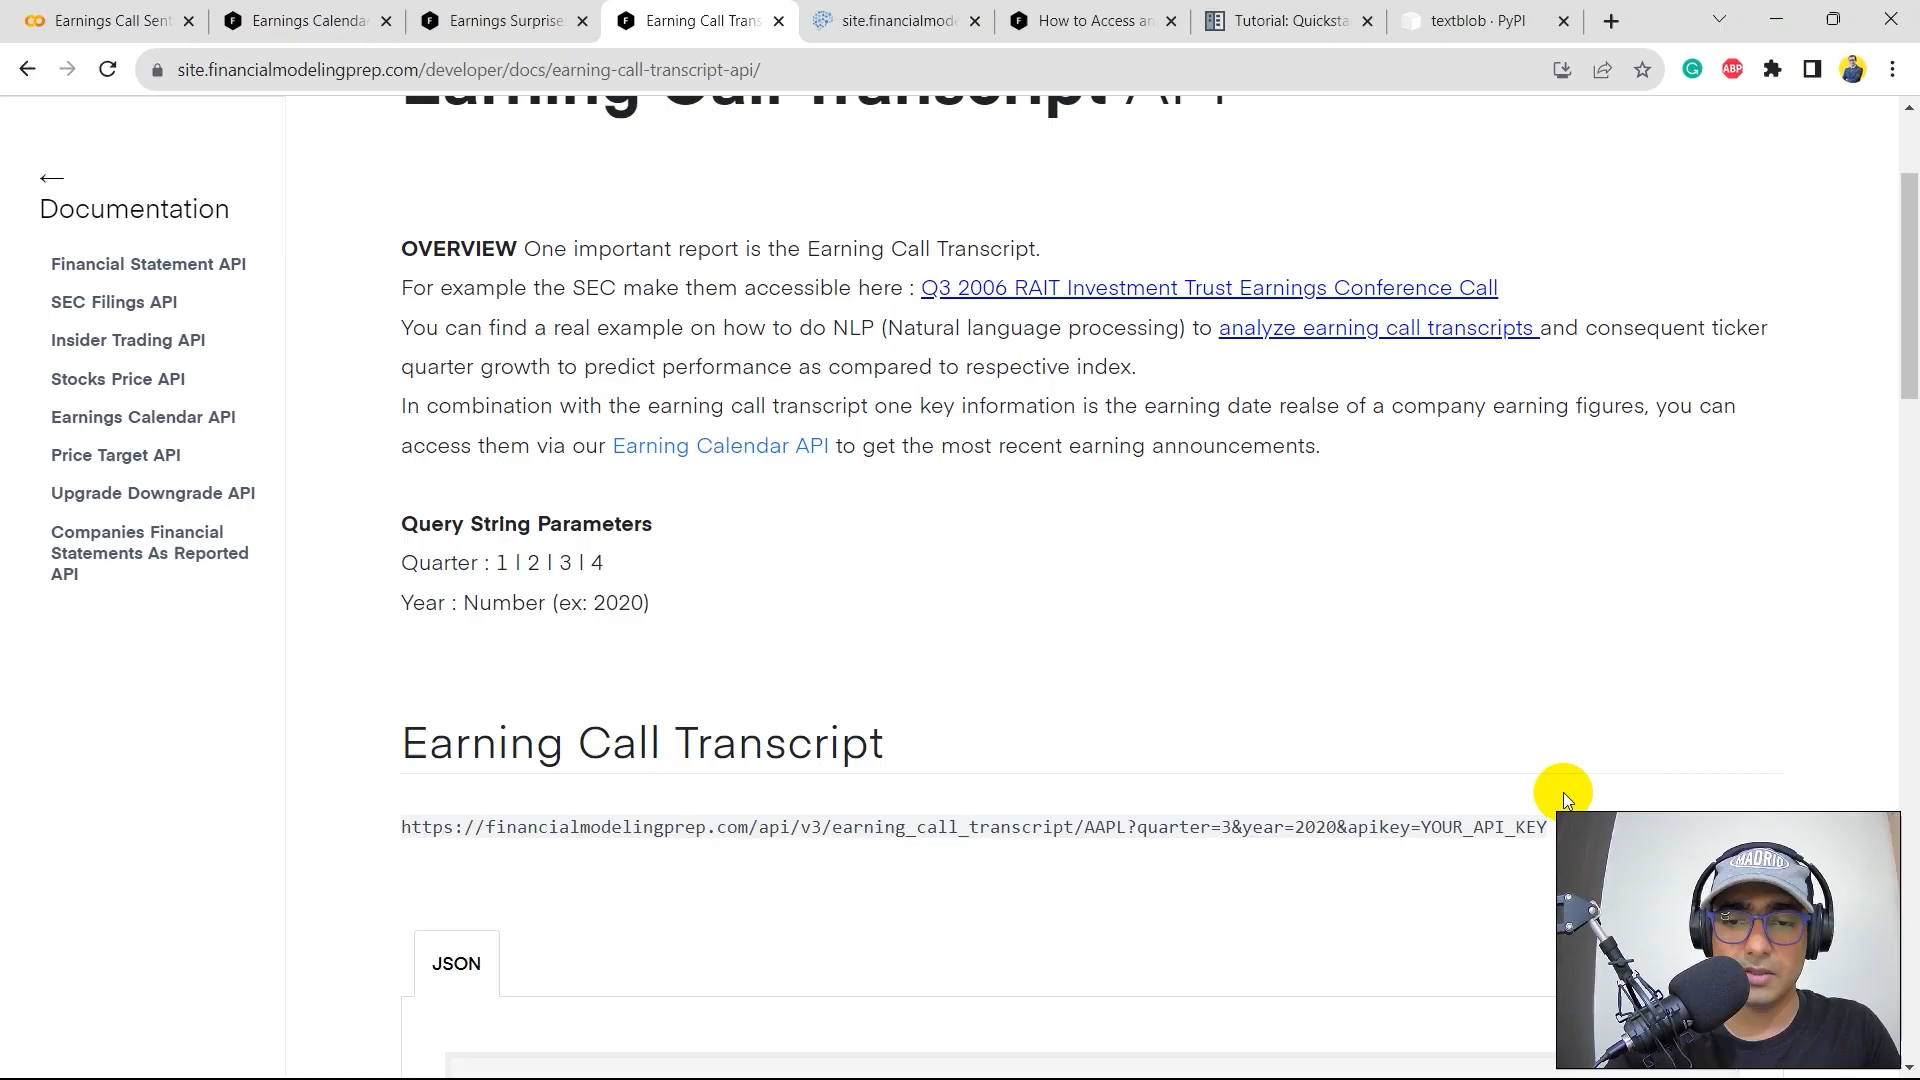 Earnings Call Sent
Earnings Calenda
Earnings Surprise
Earning Call Trans
site.financialmode
How to Access an
Tutorial: Quicksta
textblob · PyPI
site.financialmodelingprep.com/developer/docs/earning-call-transcript-api/
ABP
Earning Call Transcript API
Documentation
Financial Statement API
SEC Filings API
Insider Trading API
Stocks Price API
Earnings Calendar API
Price Target API
Upgrade Downgrade API
Companies Financial
Statements As Reported
API
OVERVIEW One important report is the Earning Call Transcript.
For example the SEC make them accessible here : Q3 2006 RAIT Investment Trust Earnings Conference Call
You can find a real example on how to do NLP (Natural language processing) to analyze earning call transcripts and consequent ticker
quarter growth to predict performance as compared to respective index.
In combination with the earning call transcript one key information is the earning date realse of a company earning figures, you can
access them via our Earning Calendar API to get the most recent earning announcements.
Query String Parameters
Quarter : 1 | 2 | 3 | 4
Year : Number (ex: 2020)
Earning Call Transcript
https://financialmodelingprep.com/api/v3/earning_call_transcript/AAPL?quarter=3&year=2020&apikey=YOUR_API_KEY
JSON
MADRID